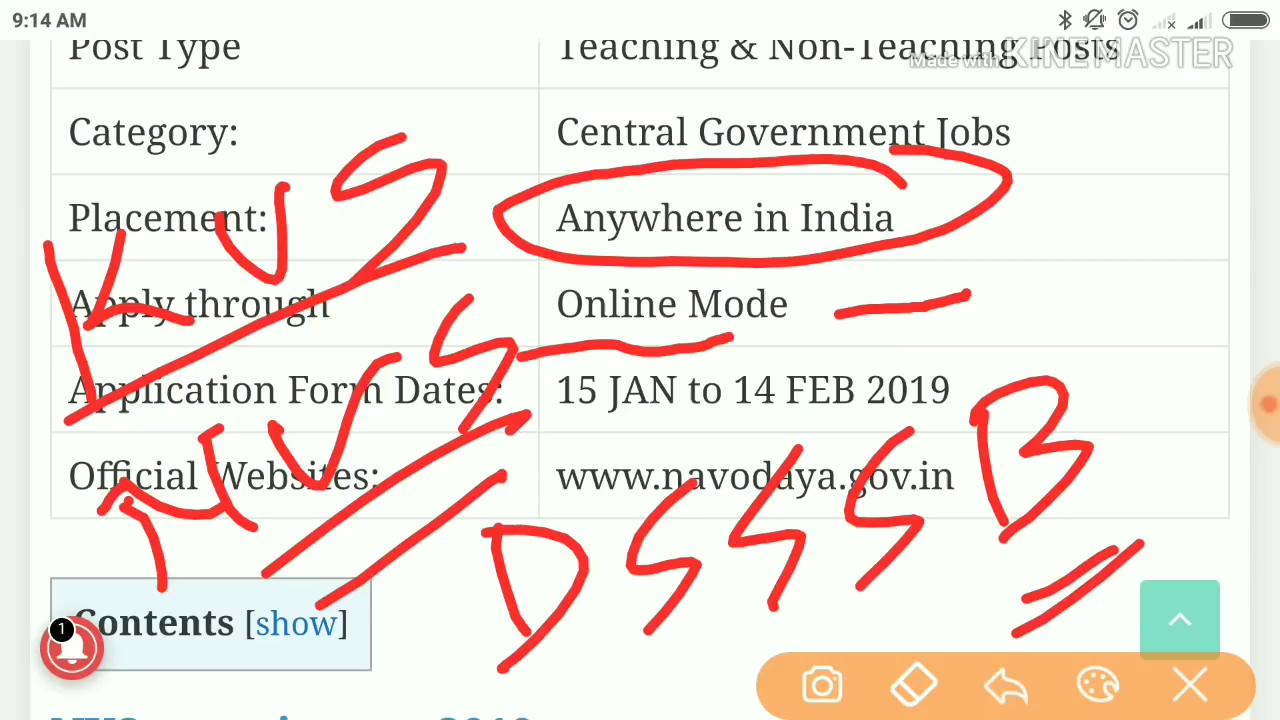 9:14 AM
Post Type Teaching & Non-Teaching Posts
Made with KINEMASTER
Category: Central Government Jobs
Placement: Anywhere in India
KVS
Apply through Online Mode
Application Form Dates: 15 JAN to 14 FEB 2019
NVS
Official Websites: www.navodaya.gov.in
DSSSB
Contents [show]
1